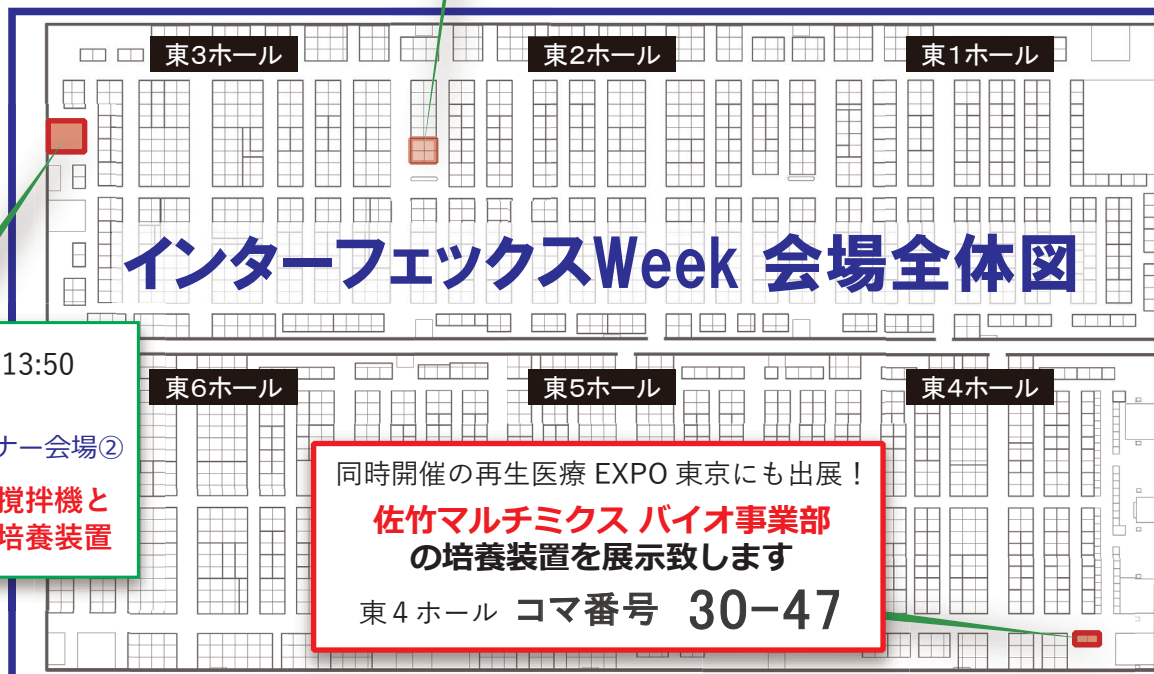 東3ホール
東2ホール
東1ホール
インターフェックスWeek 会場全体図
13:50
ナー会場②
撹拌機と
培養装置
東6ホール
東5ホール
東4ホール
同時開催の再生医療 EXPO 東京にも出展！
佐竹マルチミクス バイオ事業部
の培養装置を展示致します
東4ホール コマ番号 30-47